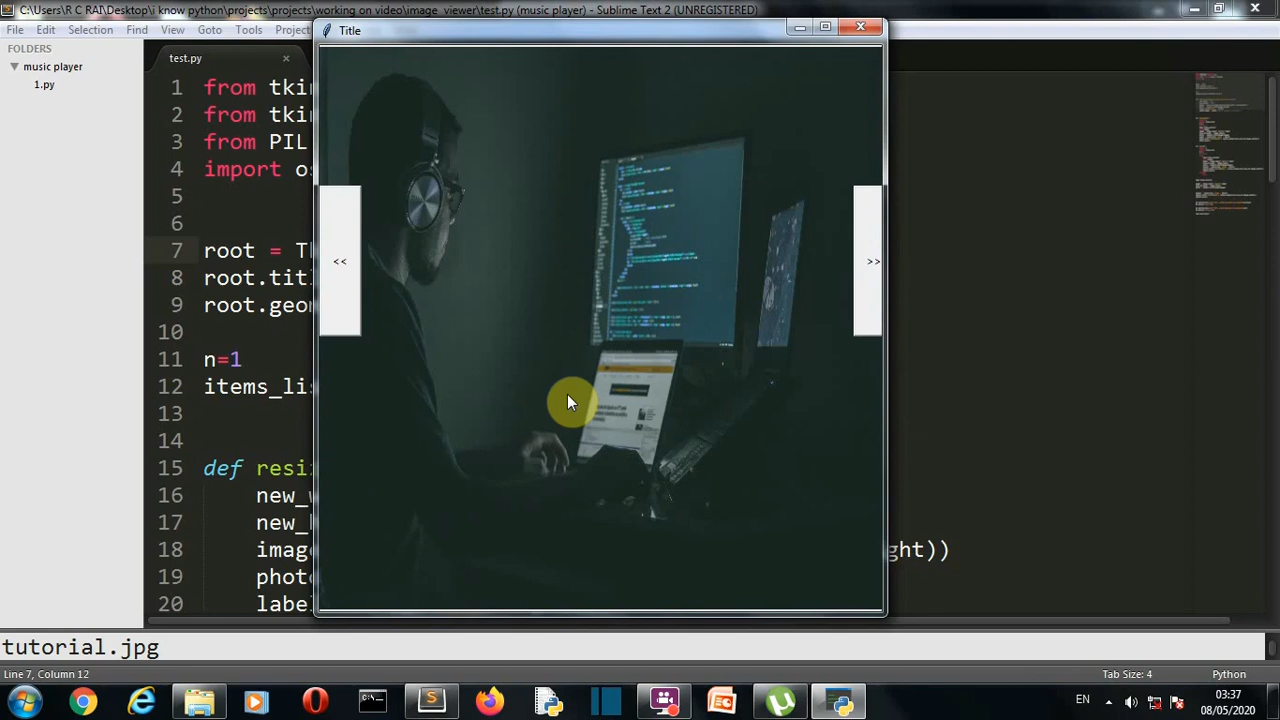 C:\Users\R C RAI\Desktop\i know python\projects\projects\working on video\image_viewer\test.py (music player) - Sublime Text 2 (UNREGISTERED)
File Edit Selection Find View Goto Tools Project
Title
FOLDERS
music player
1.py
test.py
1 from tki
2 from tki
3 from PIL
4 import os
5
6
7 root = T
8 root.tit
9 root.geo
10
11 n=1
12 items_lis
13
14
15 def resi
16 new_
17 new_
18 image ght))
19 photo
20 labe
<<
>>
tutorial.jpg
Line 7, Column 12
Tab Size: 4
Python
EN
03:37
08/05/2020